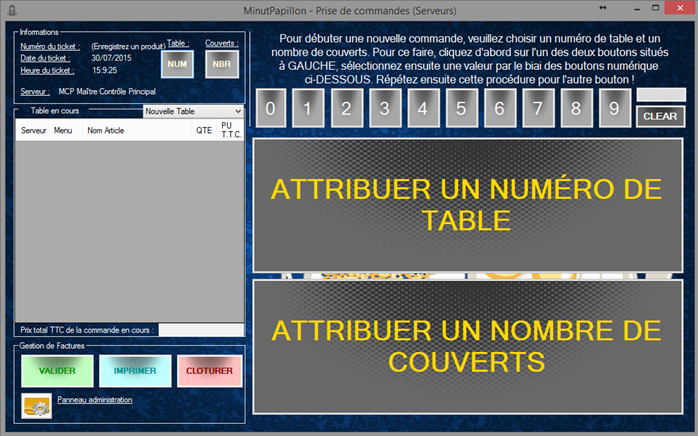 MinutPapillon - Prise de commandes (Serveurs)
Informations
Numéro du ticket : (Enregistrez un produit)
Date du ticket : 30/07/2015
Heure du ticket : 15:9:25
Table :
Couverts :
NUM
NBR
Serveur : MCP Maître Contrôle Principal
Table en cours
Nouvelle Table
Serveur Menu Nom Article QTE PU T.T.C.
Prix total TTC de la commande en cours :
Gestion de Factures
VALIDER
IMPRIMER
CLOTURER
Panneau administration
Pour débuter une nouvelle commande, veuillez choisir un numéro de table et un
nombre de couverts. Pour ce faire, cliquez d'abord sur l'un des deux boutons situés
à GAUCHE, sélectionnez ensuite une valeur par le biai des boutons numérique
ci-DESSOUS. Répétez ensuite cette procédure pour l'autre bouton !
0 1 2 3 4 5 6 7 8 9
CLEAR
ATTRIBUER UN NUMÉRO DE
TABLE
ATTRIBUER UN NOMBRE DE
COUVERTS